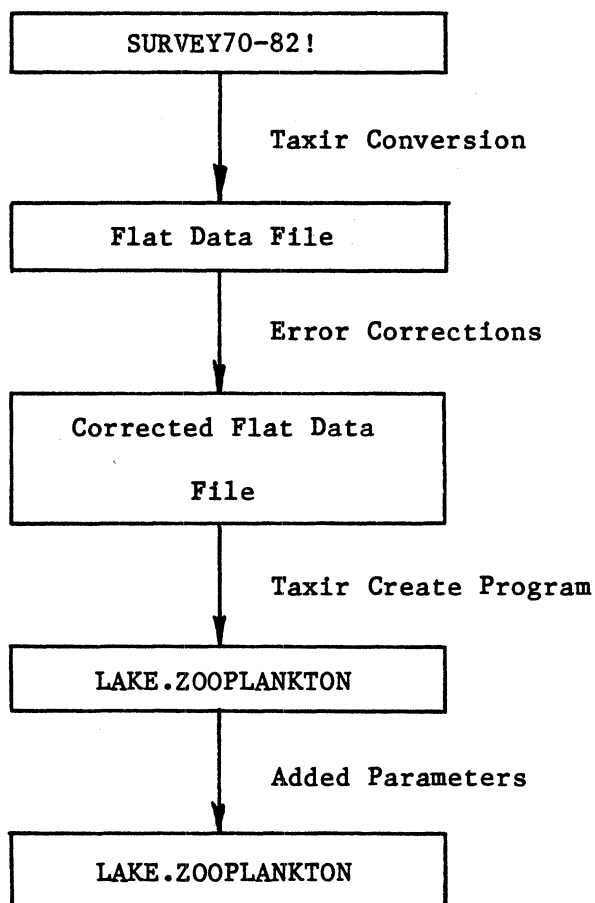 SURVEY70-82!
Taxir Conversion
Flat Data File
Error Corrections
Corrected Flat Data
File
Taxir Create Program
LAKE.ZOOPLANKTON
Added Parameters
LAKE.ZOOPLANKTON